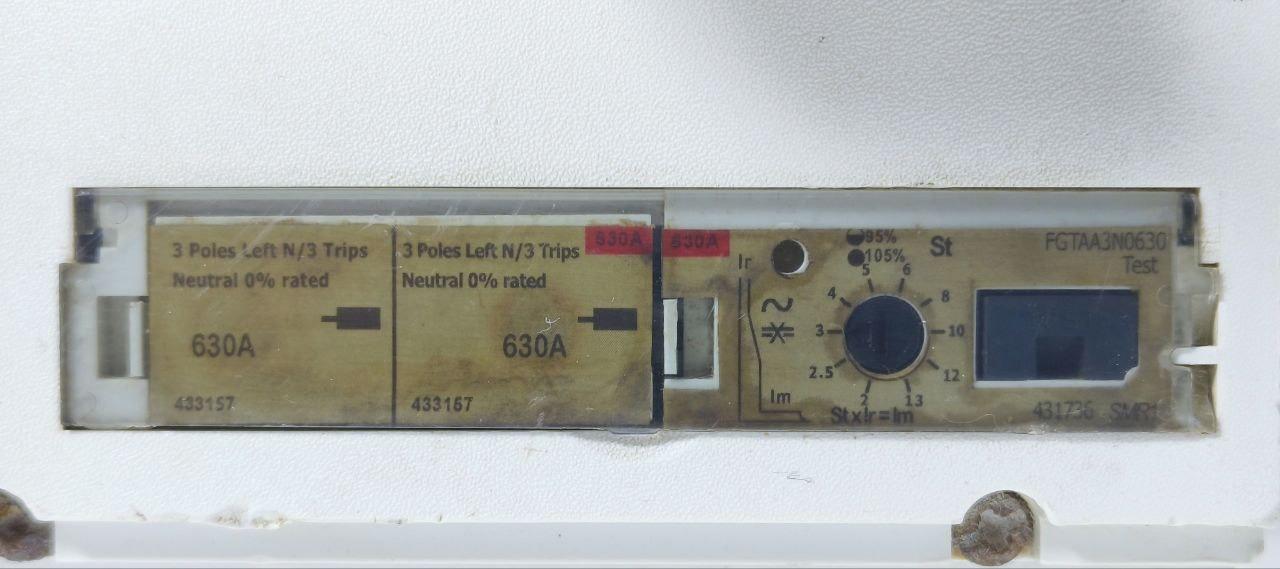 3 Poles Left N/3 Trips
Neutral 0% rated
630A
433157
630A
3 Poles Left N/3 Trips
Neutral 0% rated
630A
433157
630A
Ir
Im
95%
105%
St
2
2.5
3
4
5
6
8
10
12
13
St x Ir = Im
FGTAA3N0630
Test
431736 SMR1